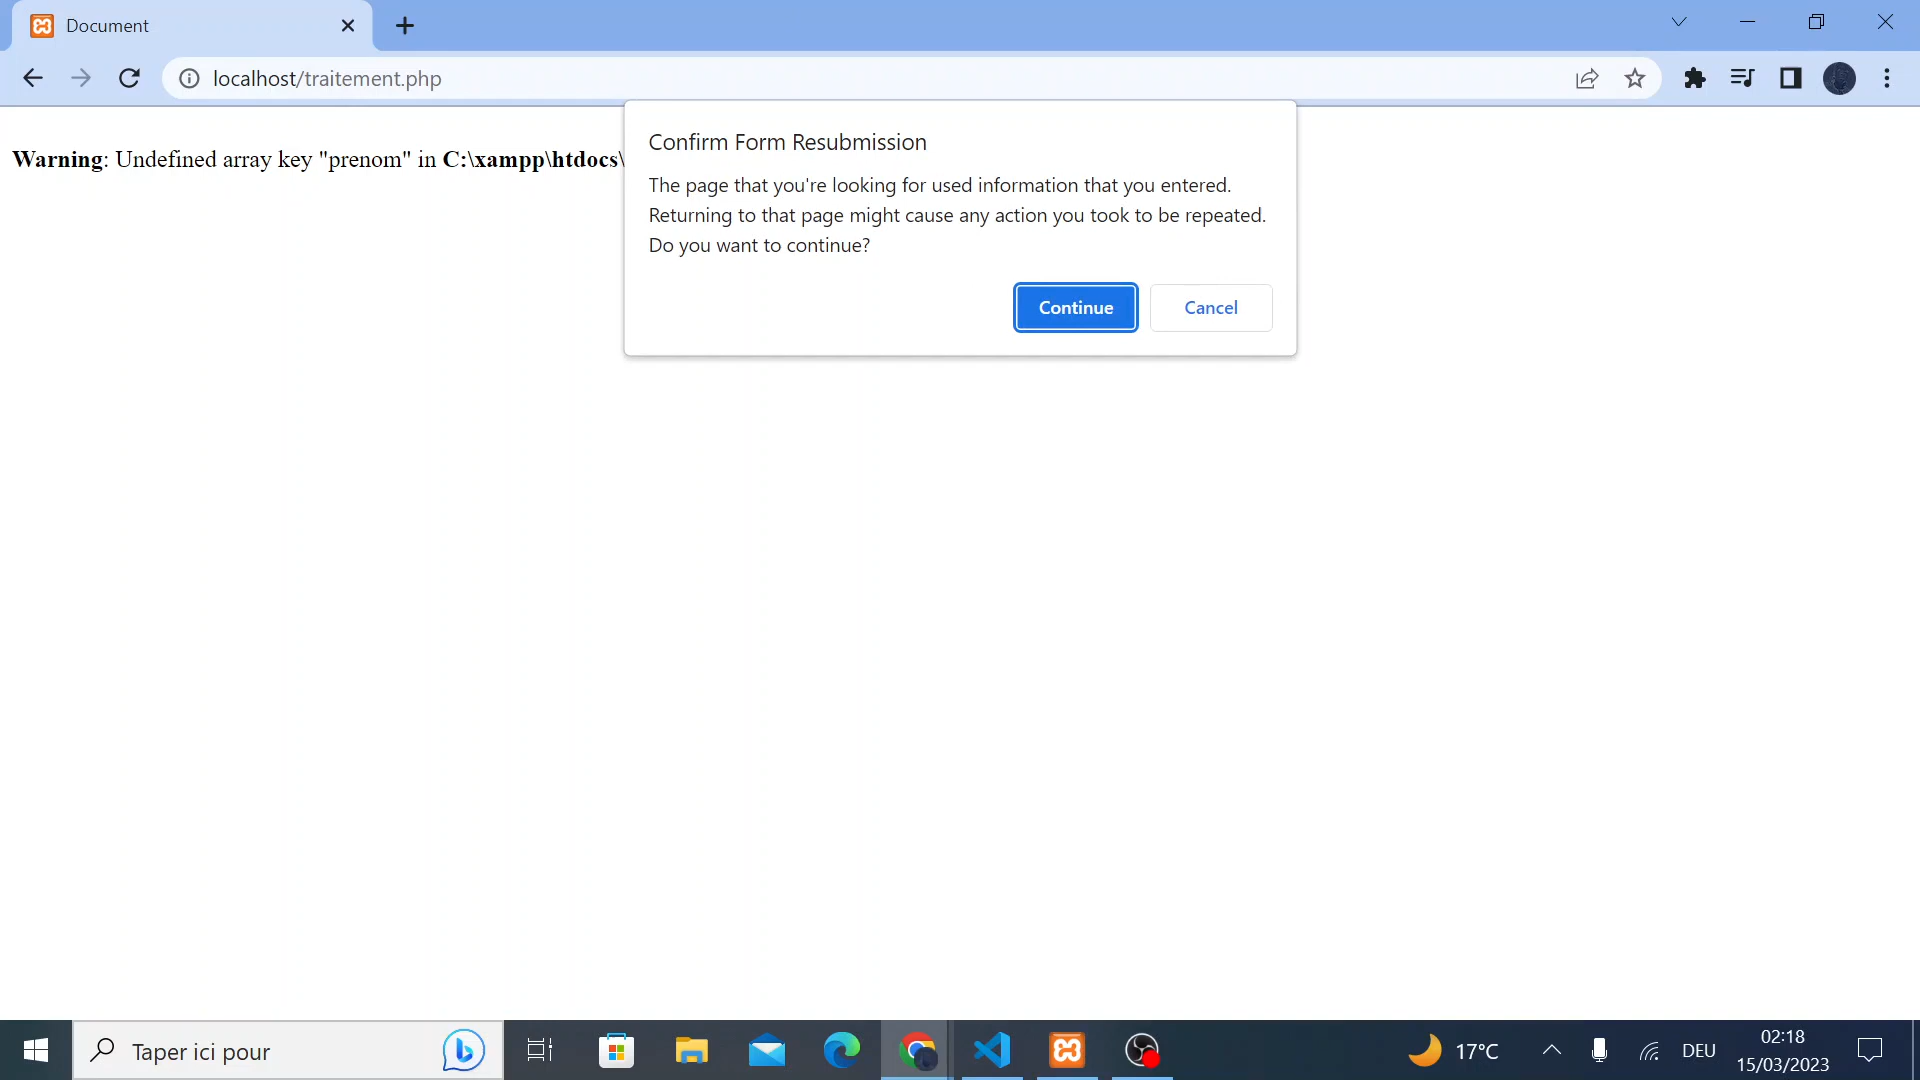 Document
localhost/traitement.php
Warning: Undefined array key "prenom" in C:\xampp\htdocs\
Confirm Form Resubmission
The page that you're looking for used information that you entered.
Returning to that page might cause any action you took to be repeated.
Do you want to continue?
Continue
Cancel
Taper ici pour
17°C
DEU
02:18
15/03/2023